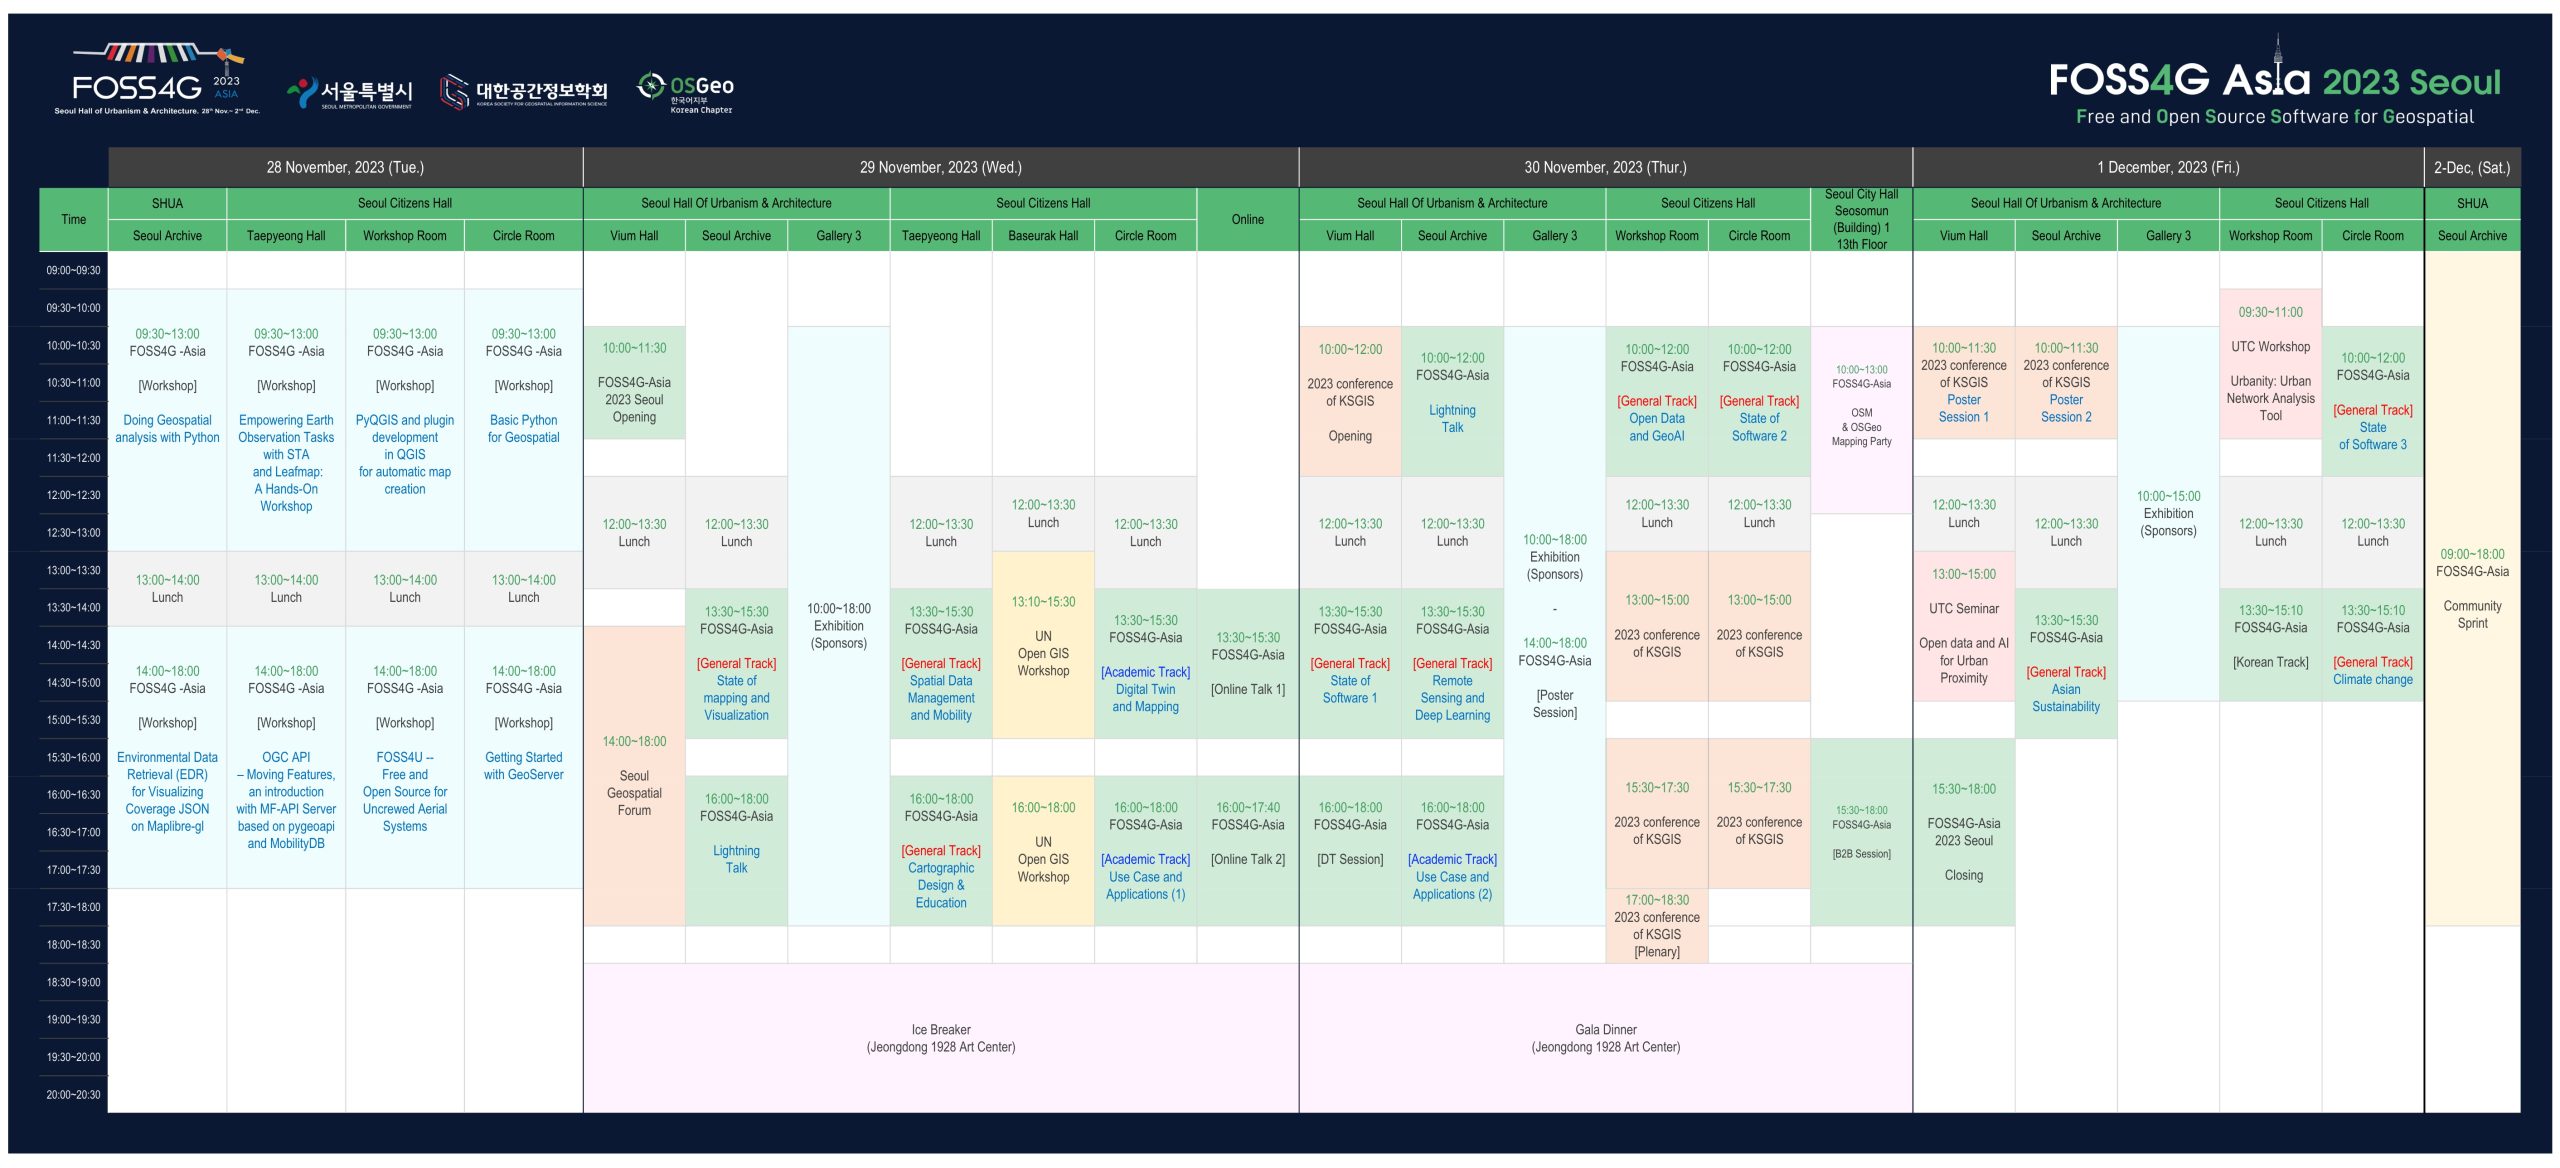 FOSS4G 2023 ASIA
Seoul Hall of Urbanism & Architecture. 28th Nov.~ 2nd Dec.
서울특별시
SEOUL METROPOLITAN GOVERNMENT
대한공간정보학회
KOREA SOCIETY FOR GEOSPATIAL INFORMATION SCIENCE
OSGeo
한국어지부
Korean Chapter
FOSS4G Asia 2023 Seoul
Free and Open Source Software for Geospatial
28 November, 2023 (Tue.)
29 November, 2023 (Wed.)
30 November, 2023 (Thur.)
1 December, 2023 (Fri.)
2-Dec, (Sat.)
Time
SHUA
Seoul Citizens Hall
Seoul Hall Of Urbanism & Architecture
Seoul Citizens Hall
Online
Seoul Hall Of Urbanism & Architecture
Seoul Citizens Hall
Seoul City Hall
Seosomun
(Building) 1
13th Floor
Seoul Hall Of Urbanism & Architecture
Seoul Citizens Hall
SHUA
Seoul Archive
Taepyeong Hall
Workshop Room
Circle Room
Vium Hall
Seoul Archive
Gallery 3
Taepyeong Hall
Baseurak Hall
Circle Room
Vium Hall
Seoul Archive
Gallery 3
Workshop Room
Circle Room
Vium Hall
Seoul Archive
Gallery 3
Workshop Room
Circle Room
Seoul Archive
09:00~09:30
09:30~10:00
10:00~10:30
10:30~11:00
11:00~11:30
11:30~12:00
12:00~12:30
12:30~13:00
13:00~13:30
13:30~14:00
14:00~14:30
14:30~15:00
15:00~15:30
15:30~16:00
16:00~16:30
16:30~17:00
17:00~17:30
17:30~18:00
18:00~18:30
18:30~19:00
19:00~19:30
19:30~20:00
20:00~20:30
09:30~13:00
FOSS4G -Asia
[Workshop]
Doing Geospatial
analysis with Python
13:00~14:00
Lunch
14:00~18:00
FOSS4G -Asia
[Workshop]
Environmental Data
Retrieval (EDR)
for Visualizing
Coverage JSON
on Maplibre-gl
09:30~13:00
FOSS4G -Asia
[Workshop]
Empowering Earth
Observation Tasks
with STA
and Leafmap:
A Hands-On
Workshop
13:00~14:00
Lunch
14:00~18:00
FOSS4G -Asia
[Workshop]
OGC API
– Moving Features,
an introduction
with MF-API Server
based on pygeoapi
and MobilityDB
09:30~13:00
FOSS4G -Asia
[Workshop]
PyQGIS and plugin
development
in QGIS
for automatic map
creation
13:00~14:00
Lunch
14:00~18:00
FOSS4G -Asia
[Workshop]
FOSS4U --
Free and
Open Source for
Uncrewed Aerial
Systems
09:30~13:00
FOSS4G -Asia
[Workshop]
Basic Python
for Geospatial
13:00~14:00
Lunch
14:00~18:00
FOSS4G -Asia
[Workshop]
Getting Started
with GeoServer
10:00~11:30
FOSS4G-Asia
2023 Seoul
Opening
12:00~13:30
Lunch
14:00~18:00
Seoul
Geospatial
Forum
12:00~13:30
Lunch
13:30~15:30
FOSS4G-Asia
[General Track]
State of
mapping and
Visualization
16:00~18:00
FOSS4G-Asia
Lightning
Talk
10:00~18:00
Exhibition
(Sponsors)
12:00~13:30
Lunch
13:30~15:30
FOSS4G-Asia
[General Track]
Spatial Data
Management
and Mobility
16:00~18:00
FOSS4G-Asia
[General Track]
Cartographic
Design &
Education
12:00~13:30
Lunch
13:10~15:30
UN
Open GIS
Workshop
16:00~18:00
UN
Open GIS
Workshop
12:00~13:30
Lunch
13:30~15:30
FOSS4G-Asia
[Academic Track]
Digital Twin
and Mapping
16:00~18:00
FOSS4G-Asia
[Academic Track]
Use Case and
Applications (1)
13:30~15:30
FOSS4G-Asia
[Online Talk 1]
16:00~17:40
FOSS4G-Asia
[Online Talk 2]
Ice Breaker
(Jeongdong 1928 Art Center)
10:00~12:00
2023 conference
of KSGIS
Opening
12:00~13:30
Lunch
13:30~15:30
FOSS4G-Asia
[General Track]
State of
Software 1
16:00~18:00
FOSS4G-Asia
[DT Session]
10:00~12:00
FOSS4G-Asia
Lightning
Talk
12:00~13:30
Lunch
13:30~15:30
FOSS4G-Asia
[General Track]
Remote
Sensing and
Deep Learning
16:00~18:00
FOSS4G-Asia
[Academic Track]
Use Case and
Applications (2)
10:00~18:00
Exhibition
(Sponsors)
-
14:00~18:00
FOSS4G-Asia
[Poster
Session]
10:00~12:00
FOSS4G-Asia
[General Track]
Open Data
and GeoAI
12:00~13:30
Lunch
13:00~15:00
2023 conference
of KSGIS
15:30~17:30
2023 conference
of KSGIS
17:00~18:30
2023 conference
of KSGIS
[Plenary]
10:00~12:00
FOSS4G-Asia
[General Track]
State of
Software 2
12:00~13:30
Lunch
13:00~15:00
2023 conference
of KSGIS
15:30~17:30
2023 conference
of KSGIS
10:00~13:00
FOSS4G-Asia
OSM
& OSGeo
Mapping Party
15:30~18:00
FOSS4G-Asia
[B2B Session]
Gala Dinner
(Jeongdong 1928 Art Center)
10:00~11:30
2023 conference
of KSGIS
Poster
Session 1
12:00~13:30
Lunch
13:00~15:00
UTC Seminar
Open data and AI
for Urban
Proximity
15:30~18:00
FOSS4G-Asia
2023 Seoul
Closing
10:00~11:30
2023 conference
of KSGIS
Poster
Session 2
12:00~13:30
Lunch
13:30~15:30
FOSS4G-Asia
[General Track]
Asian
Sustainability
10:00~15:00
Exhibition
(Sponsors)
09:30~11:00
UTC Workshop
Urbanity: Urban
Network Analysis
Tool
12:00~13:30
Lunch
13:30~15:10
FOSS4G-Asia
[Korean Track]
10:00~12:00
FOSS4G-Asia
[General Track]
State
of Software 3
12:00~13:30
Lunch
13:30~15:10
FOSS4G-Asia
[General Track]
Climate change
09:00~18:00
FOSS4G-Asia
Community
Sprint